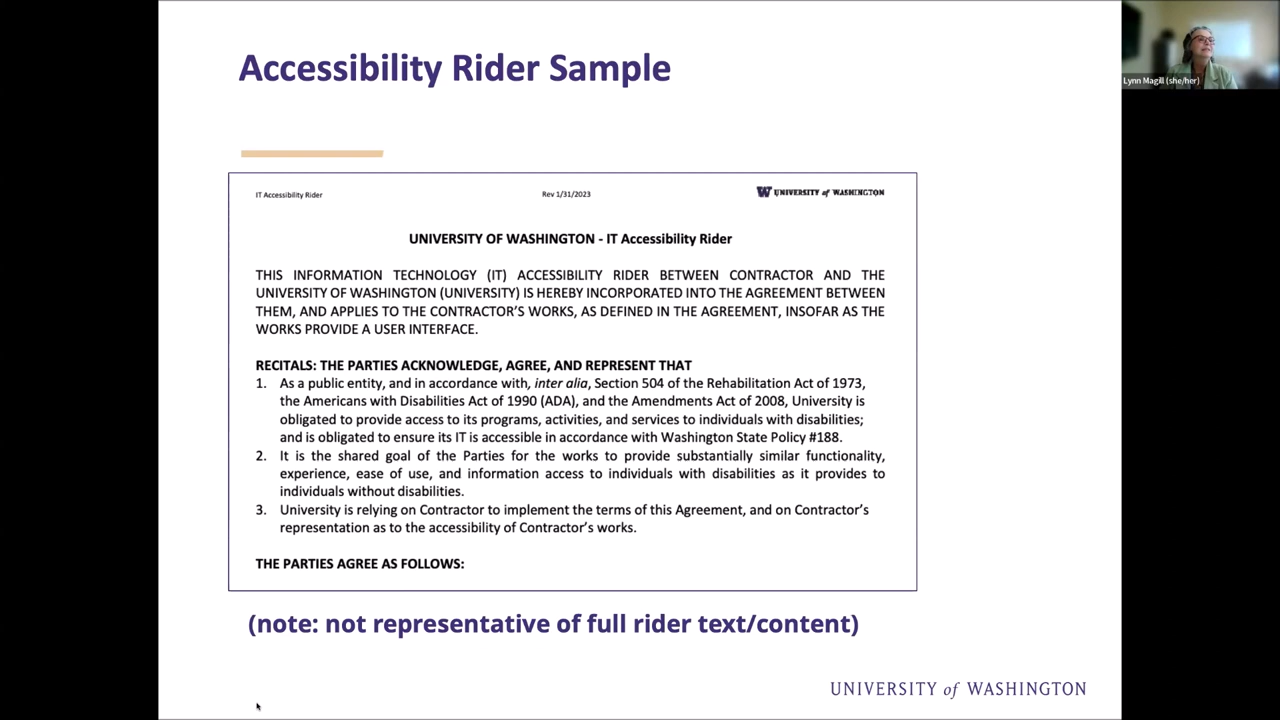 Accessibility Rider Sample
Lynn Magill (she/her)
IT Accessibility Rider
Rev 1/31/2023
W UNIVERSITY of WASHINGTON
UNIVERSITY OF WASHINGTON - IT Accessibility Rider
THIS INFORMATION TECHNOLOGY (IT) ACCESSIBILITY RIDER BETWEEN CONTRACTOR AND THE
UNIVERSITY OF WASHINGTON (UNIVERSITY) IS HEREBY INCORPORATED INTO THE AGREEMENT BETWEEN
THEM, AND APPLIES TO THE CONTRACTOR'S WORKS, AS DEFINED IN THE AGREEMENT, INSOFAR AS THE
WORKS PROVIDE A USER INTERFACE.
RECITALS: THE PARTIES ACKNOWLEDGE, AGREE, AND REPRESENT THAT
1. As a public entity, and in accordance with, inter alia, Section 504 of the Rehabilitation Act of 1973,
the Americans with Disabilities Act of 1990 (ADA), and the Amendments Act of 2008, University is
obligated to provide access to its programs, activities, and services to individuals with disabilities;
and is obligated to ensure its IT is accessible in accordance with Washington State Policy #188.
2. It is the shared goal of the Parties for the works to provide substantially similar functionality,
experience, ease of use, and information access to individuals with disabilities as it provides to
individuals without disabilities.
3. University is relying on Contractor to implement the terms of this Agreement, and on Contractor's
representation as to the accessibility of Contractor's works.
THE PARTIES AGREE AS FOLLOWS:
(note: not representative of full rider text/content)
UNIVERSITY of WASHINGTON